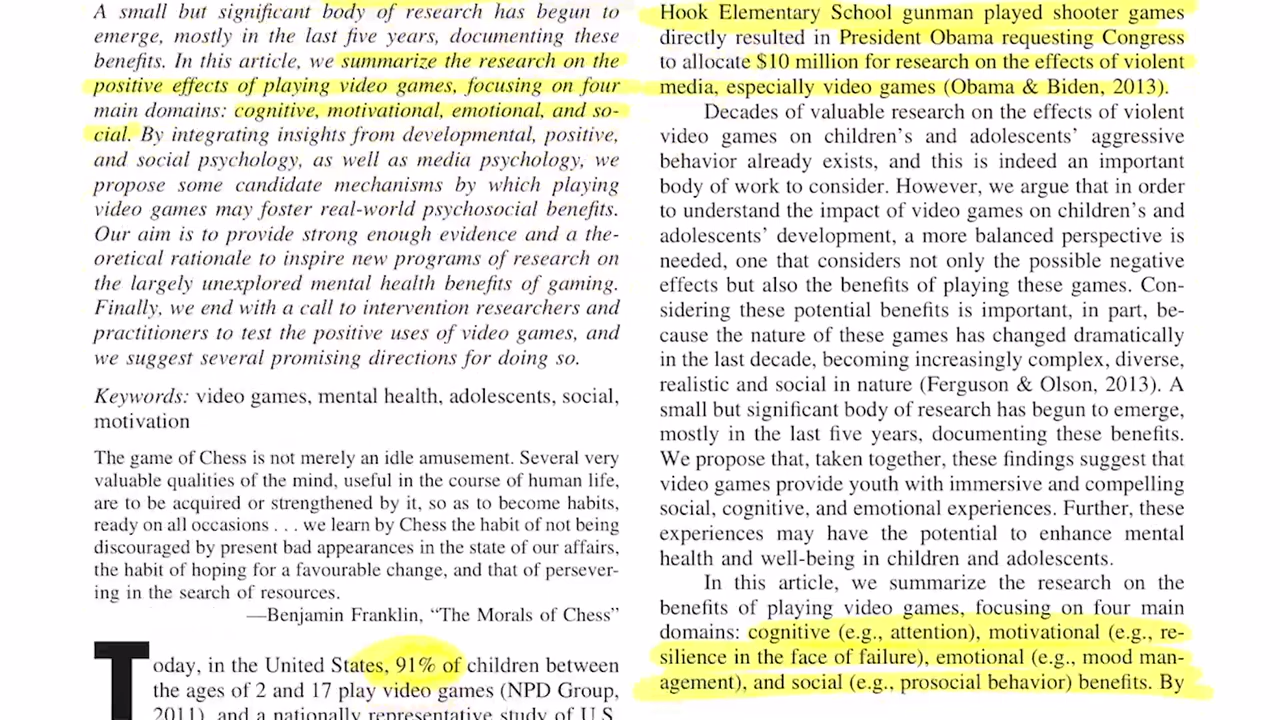 A small but significant body of research has begun to
emerge, mostly in the last five years, documenting these
benefits. In this article, we summarize the research on the
positive effects of playing video games, focusing on four
main domains: cognitive, motivational, emotional, and so-
cial. By integrating insights from developmental, positive,
and social psychology, as well as media psychology, we
propose some candidate mechanisms by which playing
video games may foster real-world psychosocial benefits.
Our aim is to provide strong enough evidence and a the-
oretical rationale to inspire new programs of research on
the largely unexplored mental health benefits of gaming.
Finally, we end with a call to intervention researchers and
practitioners to test the positive uses of video games, and
we suggest several promising directions for doing so.
Keywords: video games, mental health, adolescents, social,
motivation
The game of Chess is not merely an idle amusement. Several very
valuable qualities of the mind, useful in the course of human life,
are to be acquired or strengthened by it, so as to become habits,
ready on all occasions . . . we learn by Chess the habit of not being
discouraged by present bad appearances in the state of our affairs,
the habit of hoping for a favourable change, and that of persever-
ing in the search of resources.
—Benjamin Franklin, “The Morals of Chess”
Today, in the United States, 91% of children between
the ages of 2 and 17 play video games (NPD Group,
2011), and a nationally representative study of U.S.
Hook Elementary School gunman played shooter games
directly resulted in President Obama requesting Congress
to allocate $10 million for research on the effects of violent
media, especially video games (Obama & Biden, 2013).
Decades of valuable research on the effects of violent
video games on children’s and adolescents’ aggressive
behavior already exists, and this is indeed an important
body of work to consider. However, we argue that in order
to understand the impact of video games on children’s and
adolescents’ development, a more balanced perspective is
needed, one that considers not only the possible negative
effects but also the benefits of playing these games. Con-
sidering these potential benefits is important, in part, be-
cause the nature of these games has changed dramatically
in the last decade, becoming increasingly complex, diverse,
realistic and social in nature (Ferguson & Olson, 2013). A
small but significant body of research has begun to emerge,
mostly in the last five years, documenting these benefits.
We propose that, taken together, these findings suggest that
video games provide youth with immersive and compelling
social, cognitive, and emotional experiences. Further, these
experiences may have the potential to enhance mental
health and well-being in children and adolescents.
In this article, we summarize the research on the
benefits of playing video games, focusing on four main
domains: cognitive (e.g., attention), motivational (e.g., re-
silience in the face of failure), emotional (e.g., mood man-
agement), and social (e.g., prosocial behavior) benefits. By